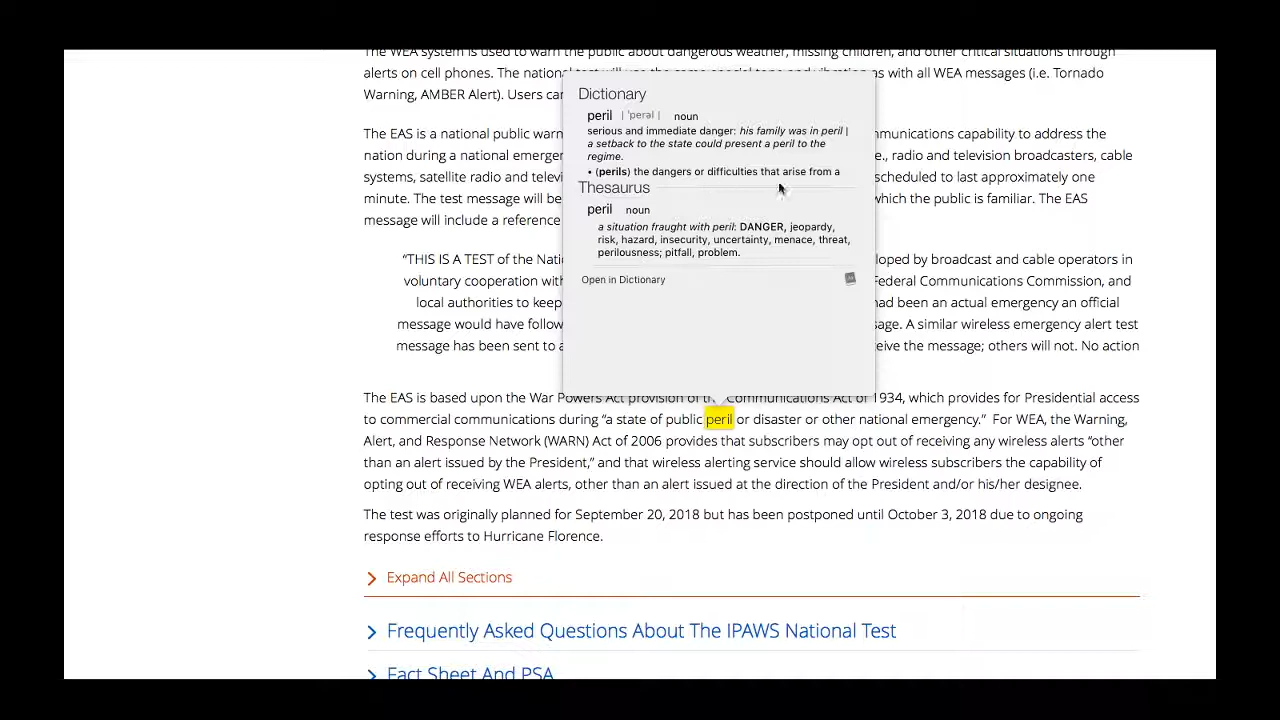 The WEA system is used to warn the public about dangerous weather, missing children, and other critical situations through
alerts on cell phones. The national test will use the same special tone and vibration as with all WEA messages (i.e. Tornado
Warning, AMBER Alert). Users can
The EAS is a national public warn
nation during a national emergen
systems, satellite radio and televi
minute. The test message will be
message will include a reference
mmunications capability to address the
e., radio and television broadcasters, cable
scheduled to last approximately one
which the public is familiar. The EAS
Dictionary
peril | ˈperəl | noun
serious and immediate danger: his family was in peril |
a setback to the state could present a peril to the
regime.
• (perils) the dangers or difficulties that arise from a
Thesaurus
peril noun
a situation fraught with peril: DANGER, jeopardy,
risk, hazard, insecurity, uncertainty, menace, threat,
perilousness; pitfall, problem.
Open in Dictionary
“THIS IS A TEST of the Nati
voluntary cooperation with
local authorities to keep
message would have follow
message has been sent to a
loped by broadcast and cable operators in
Federal Communications Commission, and
had been an actual emergency an official
sage. A similar wireless emergency alert test
eive the message; others will not. No action
The EAS is based upon the War Powers Act provision of the Communications Act of 1934, which provides for Presidential access
to commercial communications during “a state of public peril or disaster or other national emergency.” For WEA, the Warning,
Alert, and Response Network (WARN) Act of 2006 provides that subscribers may opt out of receiving any wireless alerts “other
than an alert issued by the President,” and that wireless alerting service should allow wireless subscribers the capability of
opting out of receiving WEA alerts, other than an alert issued at the direction of the President and/or his/her designee.
The test was originally planned for September 20, 2018 but has been postponed until October 3, 2018 due to ongoing
response efforts to Hurricane Florence.
Expand All Sections
Frequently Asked Questions About The IPAWS National Test
Fact Sheet And PSA